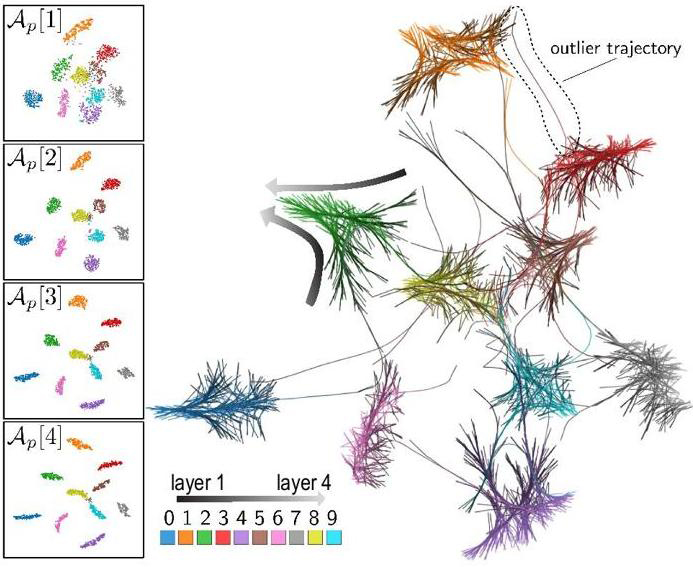 𝒜ₚ[1]
𝒜ₚ[2]
𝒜ₚ[3]
𝒜ₚ[4]
outlier trajectory
layer 1 layer 4
0 1 2 3 4 5 6 7 8 9